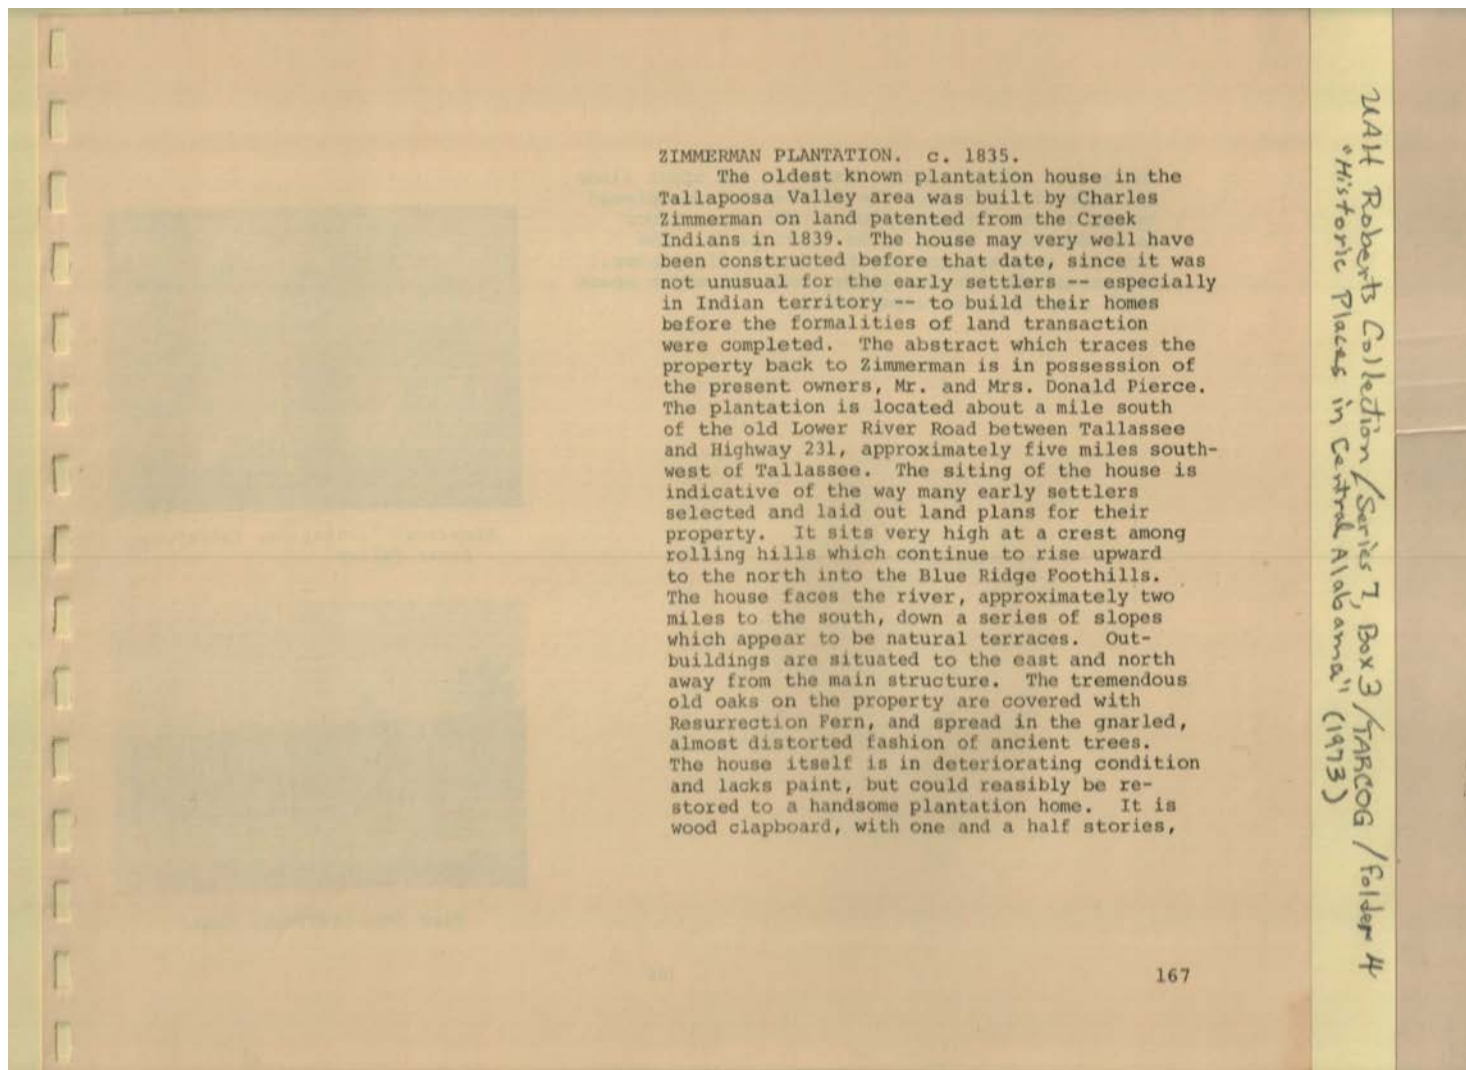 ZIMMERMAN PLANTATION. c. 1835.
The oldest known plantation house in the
Tallapoosa Valley area was built by Charles
Zimmerman on land patented from the Creek
Indians in 1839. The house may very well have
been constructed before that date, since it was
not unusual for the early settlers -- especially
in Indian territory -- to build their homes
before the formalities of land transaction
were completed. The abstract which traces the
property back to Zimmerman is in possession of
the present owners, Mr. and Mrs. Donald Pierce.
The plantation is located about a mile south
of the old Lower River Road between Tallassee
and Highway 231, approximately five miles south-
west of Tallassee. The siting of the house is
indicative of the way many early settlers
selected and laid out land plans for their
property. It sits very high at a crest among
rolling hills which continue to rise upward
to the north into the Blue Ridge Foothills.
The house faces the river, approximately two
miles to the south, down a series of slopes
which appear to be natural terraces. Out-
buildings are situated to the east and north
away from the main structure. The tremendous
old oaks on the property are covered with
Resurrection Fern, and spread in the gnarled,
almost distorted fashion of ancient trees.
The house itself is in deteriorating condition
and lacks paint, but could reasibly be re-
stored to a handsome plantation home. It is
wood clapboard, with one and a half stories,
167
UAH Roberts Collection/Series 7, Box 3/TARCOG/Folder 4
"Historic Places in Central Alabama" (1973)